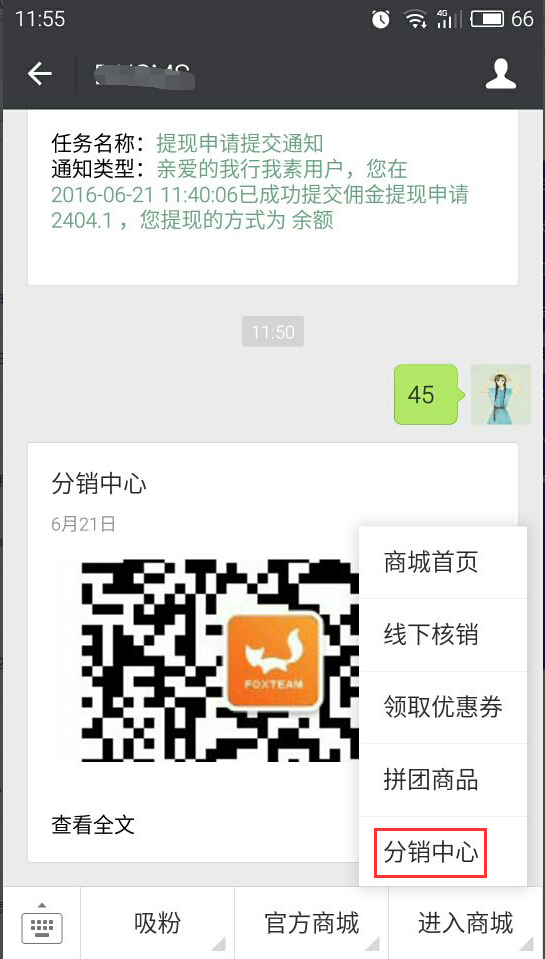 11:55
4G
66
任务名称：提现申请提交通知
通知类型：亲爱的我行我素用户，您在
2016-06-21 11:40:06已成功提交佣金提现申请
2404.1 ，您提现的方式为 余额
11:50
45
分销中心
6月21日
FOXTEAM
查看全文
商城首页
线下核销
领取优惠券
拼团商品
分销中心
吸粉
官方商城
进入商城